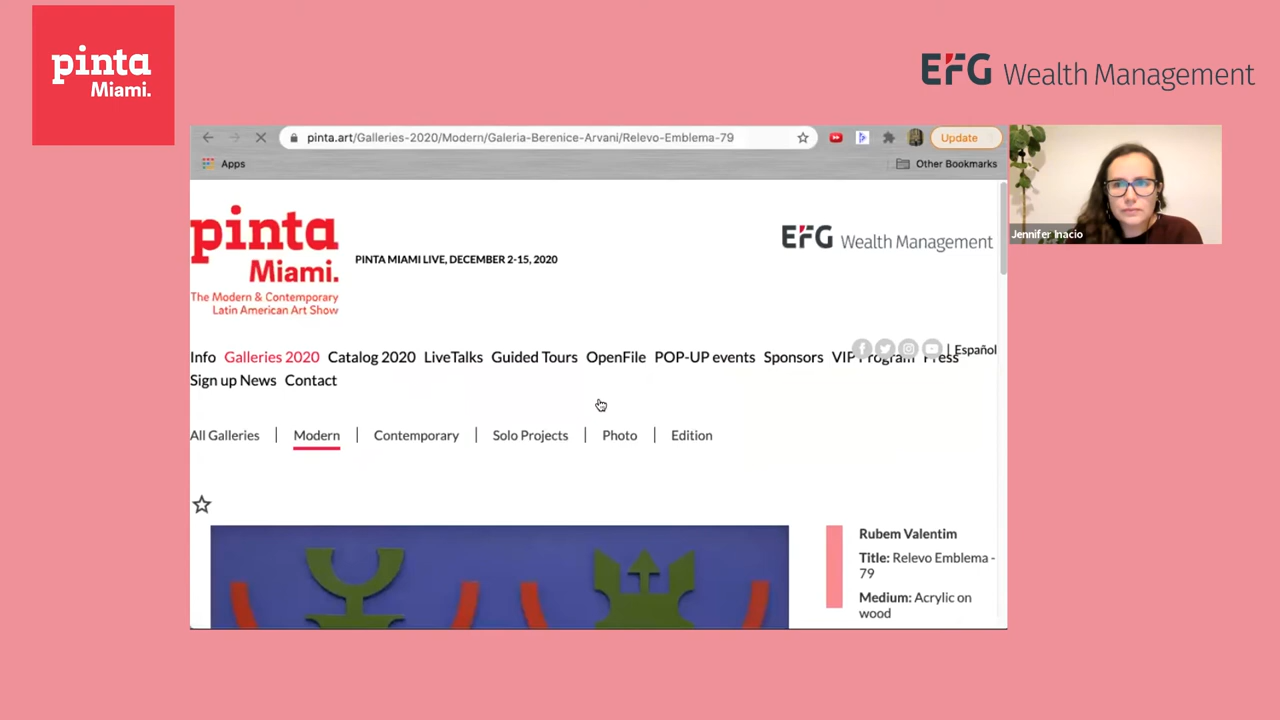 pinta
Miami.
EFG Wealth Management
pinta.art/Galleries-2020/Modern/Galeria-Berenice-Arvani/Relevo-Emblema-79
Update
Apps
Other Bookmarks
Jennifer Inacio
pinta
Miami.
The Modern & Contemporary
Latin American Art Show
PINTA MIAMI LIVE, DECEMBER 2-15, 2020
EFG Wealth Management
Español
Info Galleries 2020 Catalog 2020 LiveTalks Guided Tours OpenFile POP-UP events Sponsors VIP Program Press
Sign up News Contact
All Galleries | Modern | Contemporary | Solo Projects | Photo | Edition
Rubem Valentim
Title: Relevo Emblema -
79
Medium: Acrylic on
wood